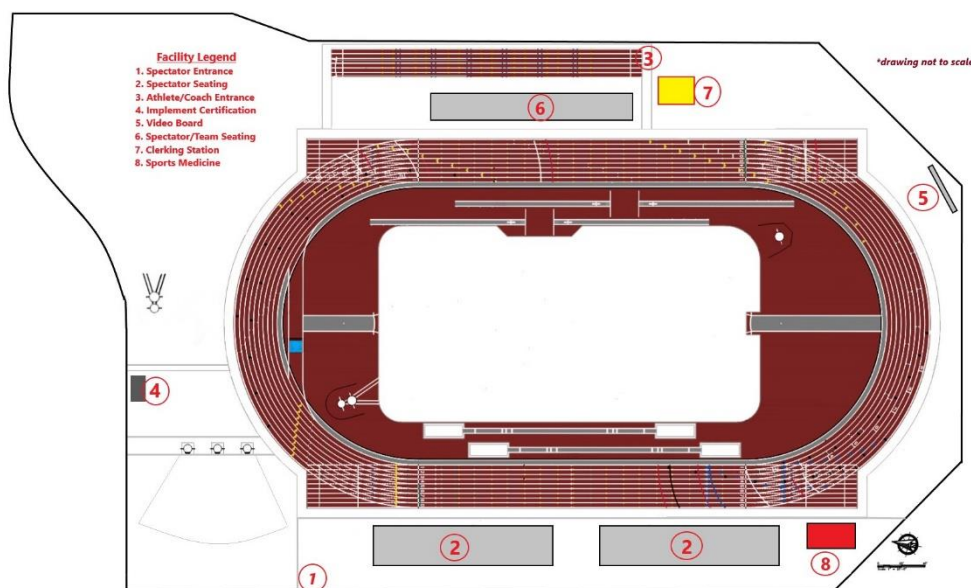 Facility Legend
1. Spectator Entrance
2. Spectator Seating
3. Athlete/Coach Entrance
4. Implement Certification
5. Video Board
6. Spectator/Team Seating
7. Clerking Station
8. Sports Medicine
*drawing not to scale
3
6
7
5
4
2
2
8
1